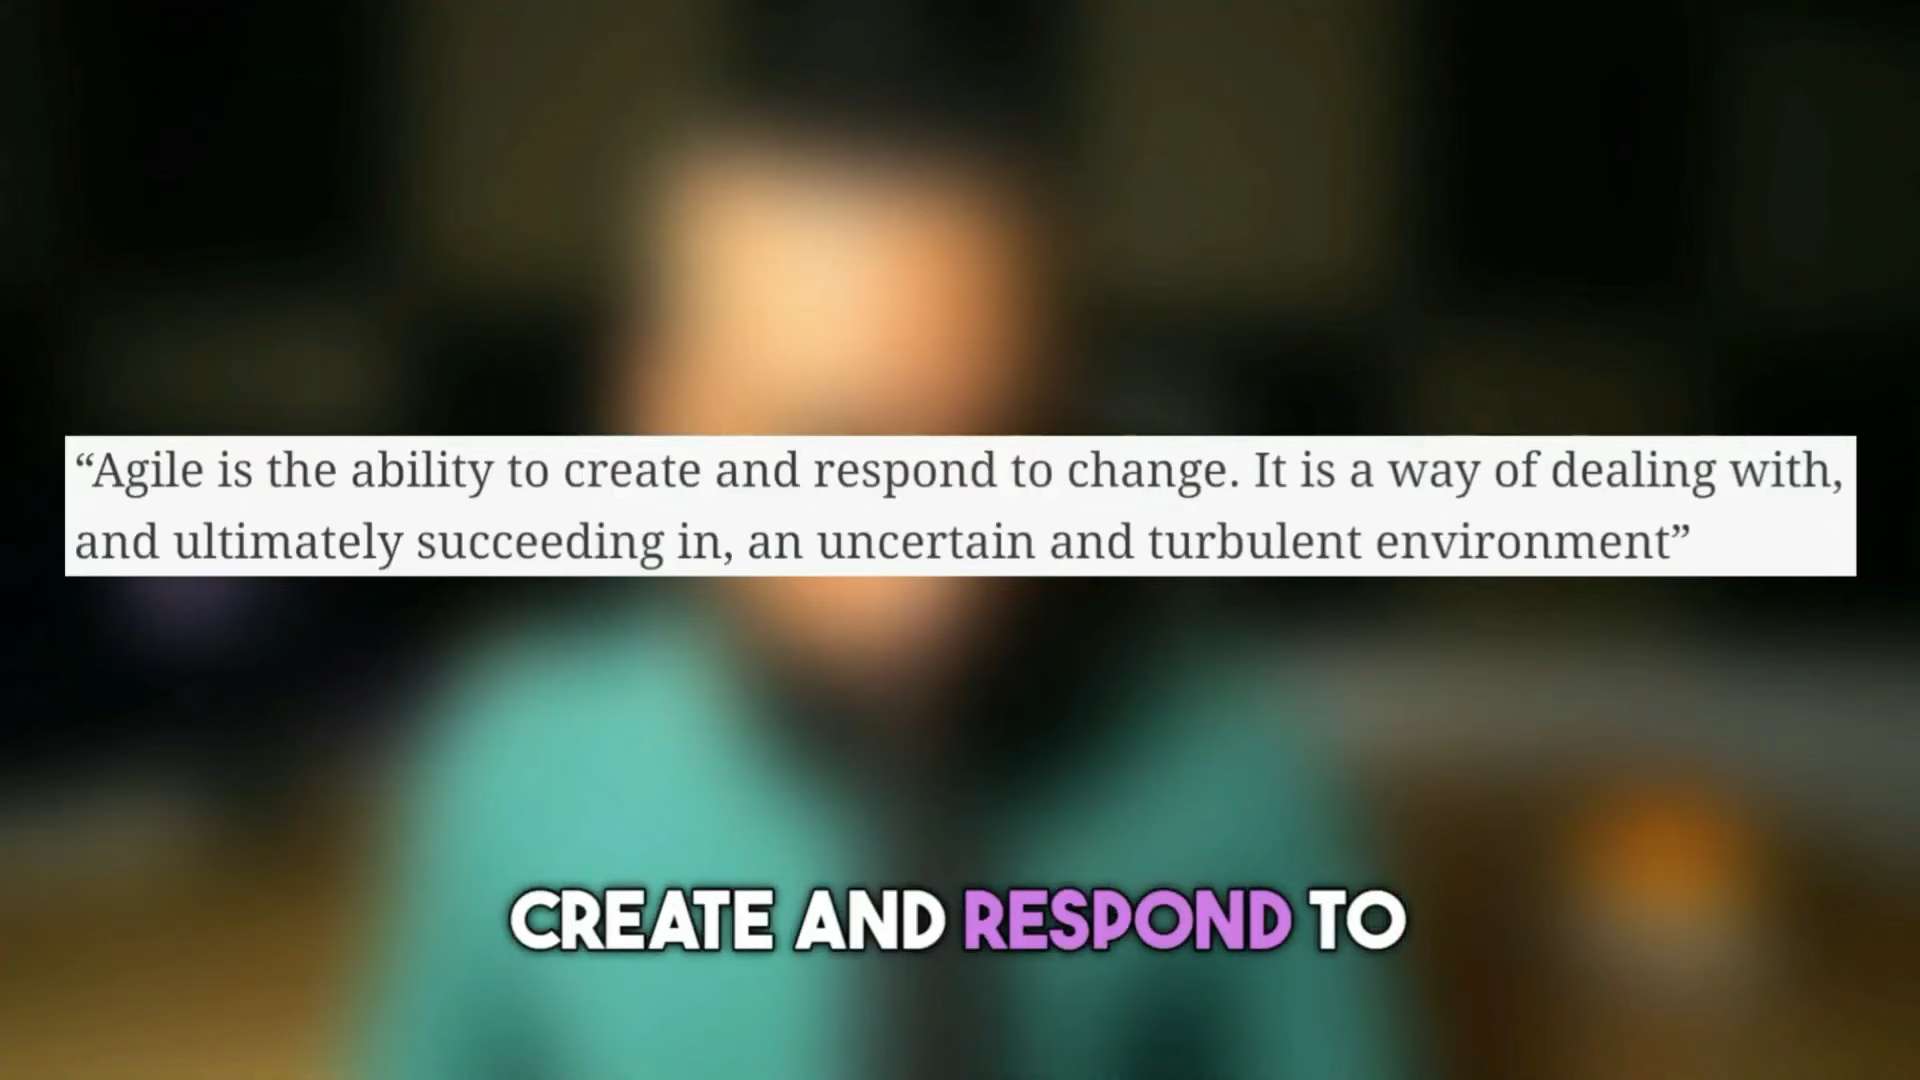 “Agile is the ability to create and respond to change. It is a way of dealing with,
and ultimately succeeding in, an uncertain and turbulent environment”
CREATE AND RESPOND TO